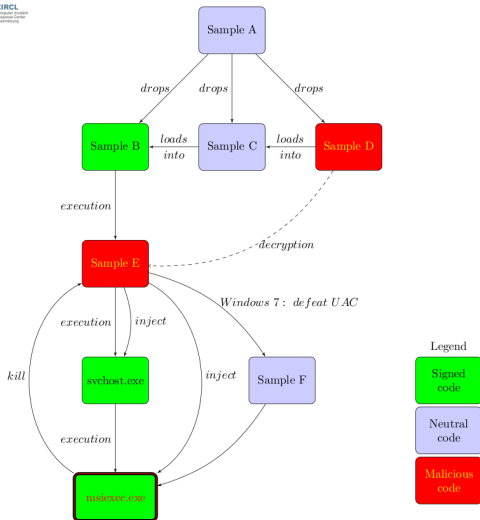 CIRCL
Computer Incident
Response Center
Luxembourg
Sample A
drops
drops
drops
Sample B
loads
into
Sample C
loads
into
Sample D
execution
decryption
Sample E
Windows 7 : defeat UAC
execution
inject
kill
inject
svchost.exe
Sample F
execution
msiexec.exe
Legend
Signed
code
Neutral
code
Malicious
code